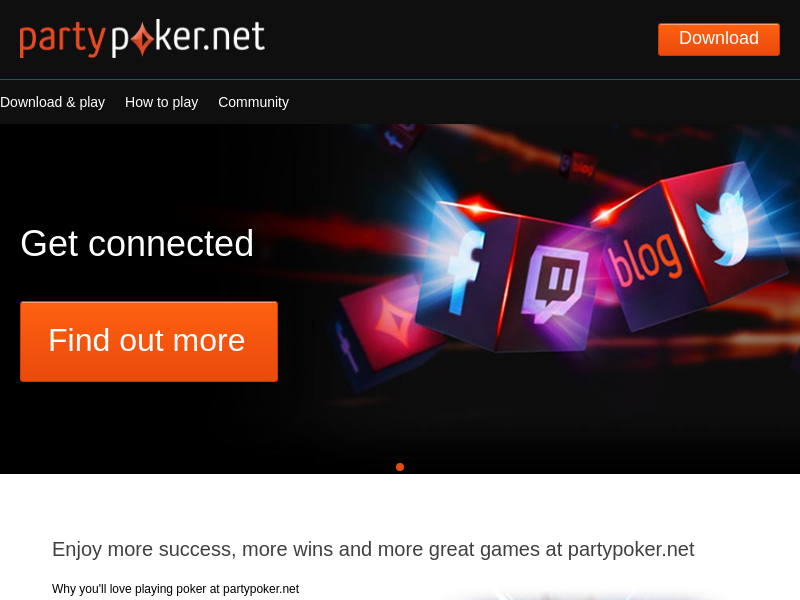 partypoker.net
Download
Download & play
How to play
Community
Get connected
blog
blog
Find out more
Enjoy more success, more wins and more great games at partypoker.net
Why you'll love playing poker at partypoker.net